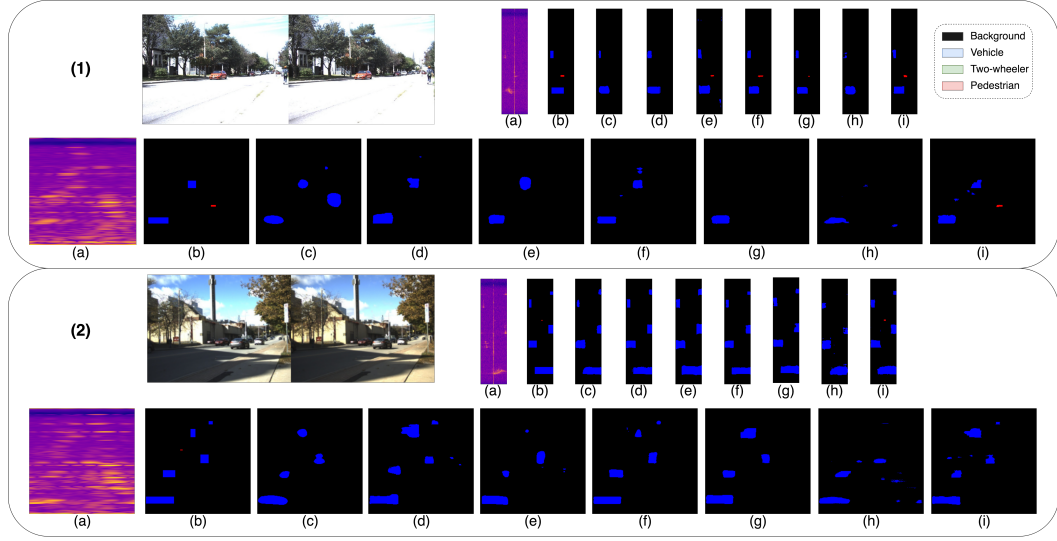 (1)
(a) (b) (c) (d) (e) (f) (g) (h) (i)
Background
Vehicle
Two-wheeler
Pedestrian
(a) (b) (c) (d) (e) (f) (g) (h) (i)
(2)
(a) (b) (c) (d) (e) (f) (g) (h) (i)
(a) (b) (c) (d) (e) (f) (g) (h) (i)